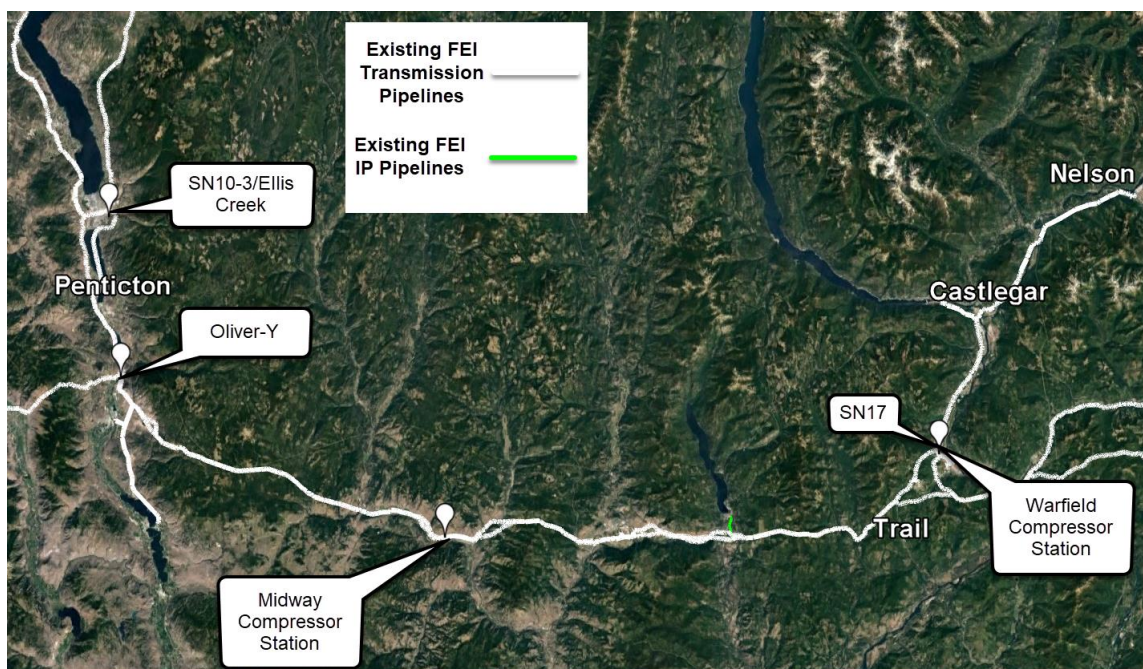 Existing FEI
Transmission
Pipelines
Existing FEI
IP Pipelines
SN10-3/Ellis
Creek
Nelson
Penticton
Castlegar
Oliver-Y
SN17
Trail
Warfield
Compressor
Station
Midway
Compressor
Station